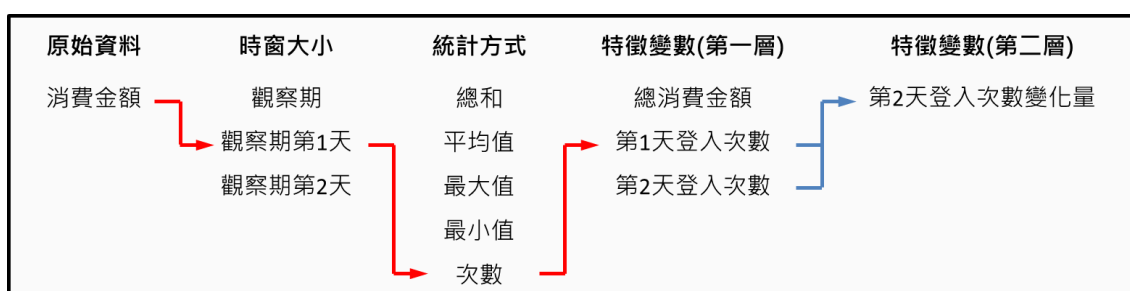 原始資料 時窗大小 統計方式 特徵變數(第一層) 特徵變數(第二層)
消費金額 觀察期 總和 總消費金額 第2天登入次數變化量
觀察期第1天 平均值 第1天登入次數
觀察期第2天 最大值 第2天登入次數
最小值
次數